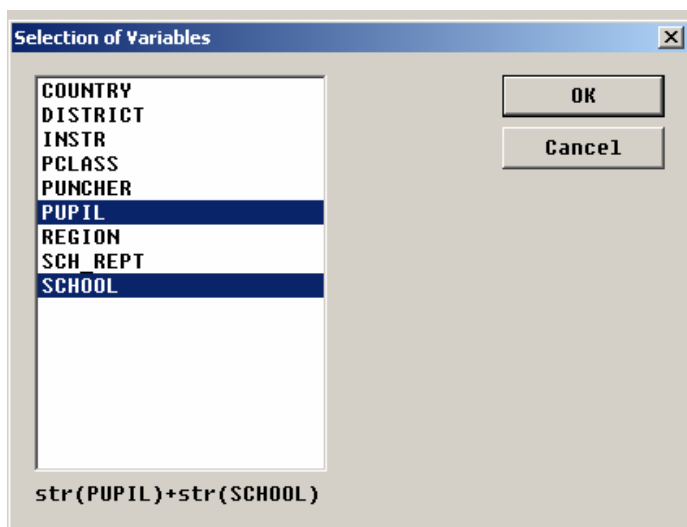 Selection of Variables
COUNTRY
DISTRICT
INSTR
PCLASS
PUNCHER
PUPIL
REGION
SCH_REPT
SCHOOL
OK
Cancel
str(PUPIL)+str(SCHOOL)